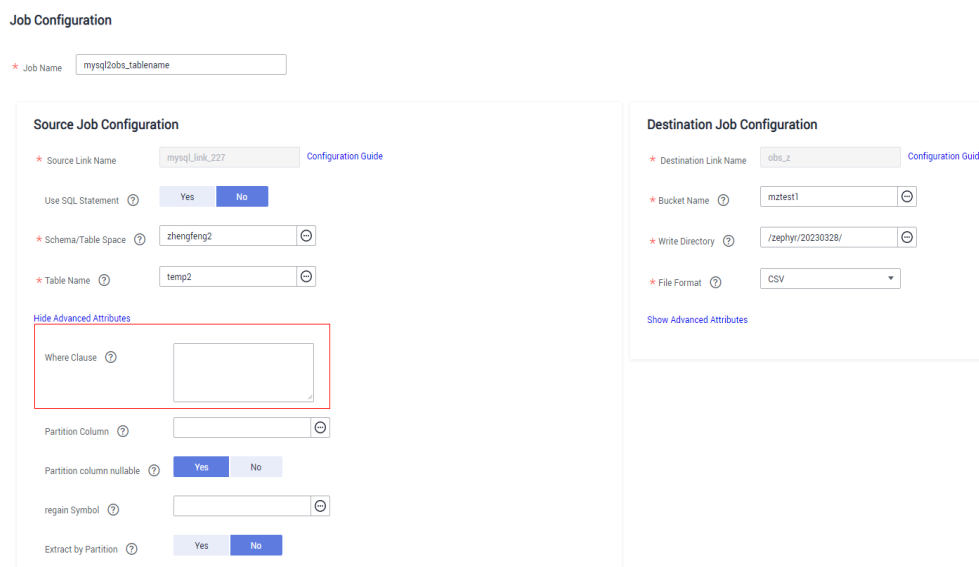 Job Configuration
* Job Name mysql2obs_tablename
Source Job Configuration
* Source Link Name mysql_link_227 Configuration Guide
Use SQL Statement ? Yes No
* Schema/Table Space ? zhengfeng2
* Table Name ? temp2
Hide Advanced Attributes
Where Clause ?
Partition Column ?
Partition column nullable ? Yes No
regain Symbol ?
Extract by Partition ? Yes No
Destination Job Configuration
* Destination Link Name obs_z Configuration Guid
* Bucket Name ? mztest1
* Write Directory ? /zephyr/20230328/
* File Format ? CSV
Show Advanced Attributes